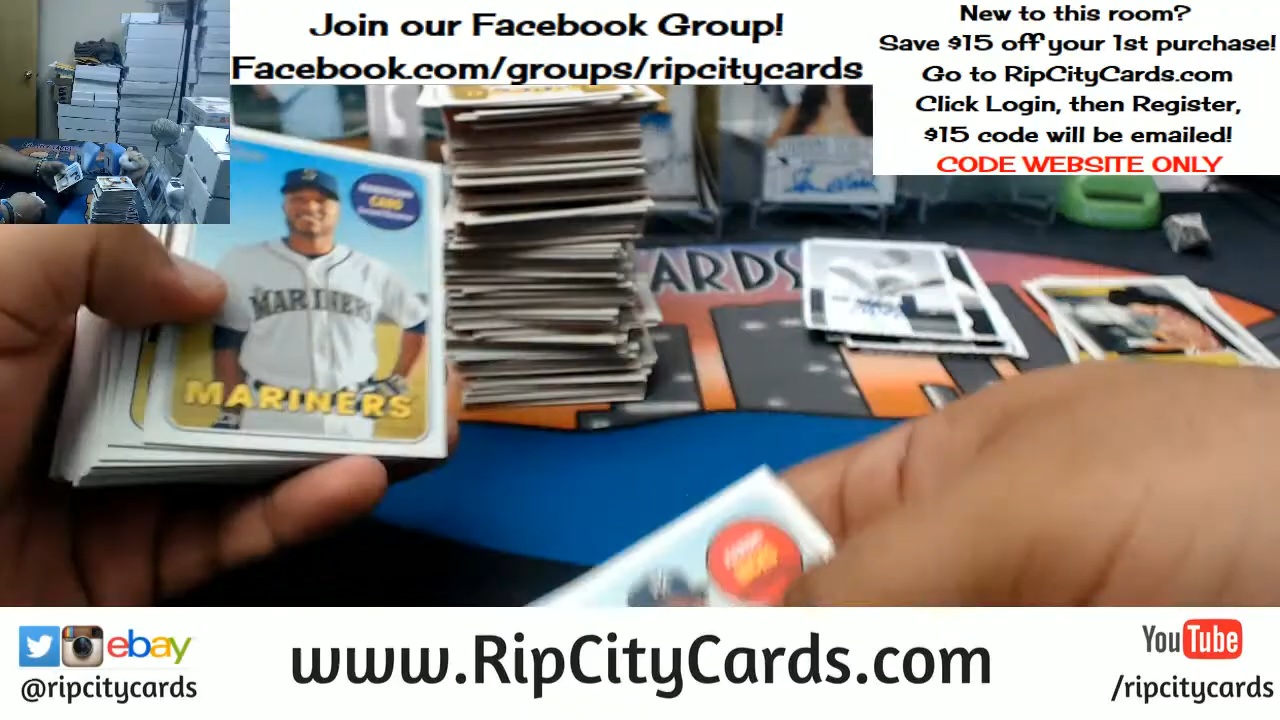 Join our Facebook Group!
Facebook.com/groups/ripcitycards
New to this room?
Save $15 off your 1st purchase!
Go to RipCityCards.com
Click Login, then Register,
$15 code will be emailed!
CODE WEBSITE ONLY
CANO
MARINERS
MARINERS
ARDS
ebay
@ripcitycards
www.RipCityCards.com
YouTube
/ripcitycards